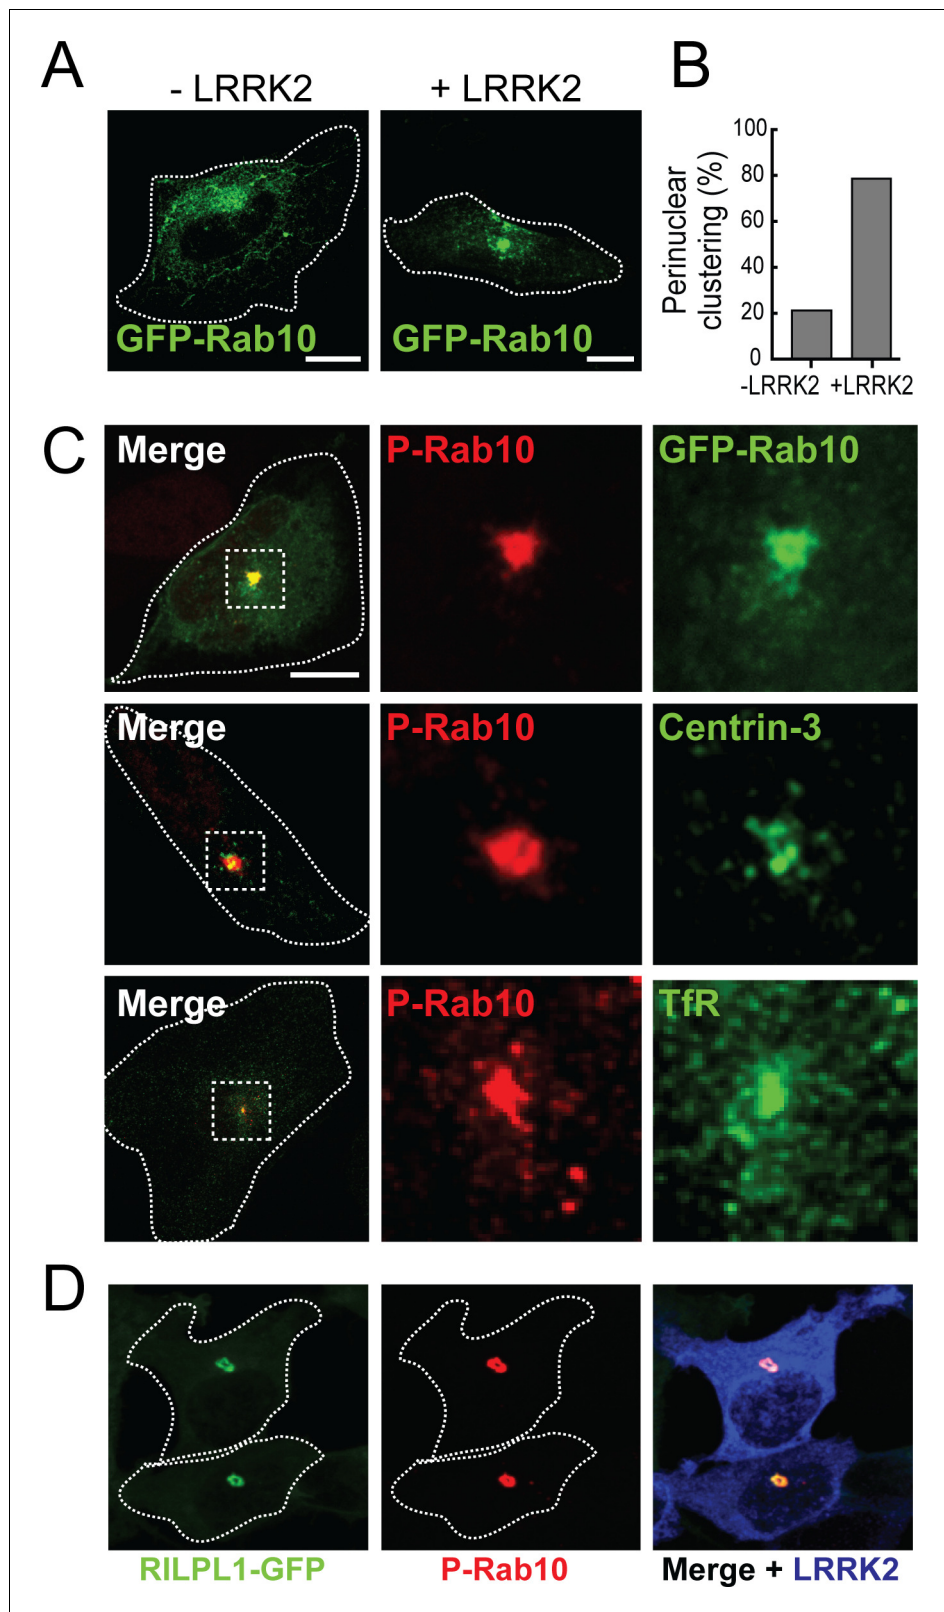 A
- LRRK2
+ LRRK2
GFP-Rab10
GFP-Rab10
B
Perinuclear
clustering (%)
100
80
60
40
20
0
-LRRK2
+LRRK2
C
Merge
P-Rab10
GFP-Rab10
Merge
P-Rab10
Centrin-3
Merge
P-Rab10
TfR
D
RILPL1-GFP
P-Rab10
Merge + LRRK2